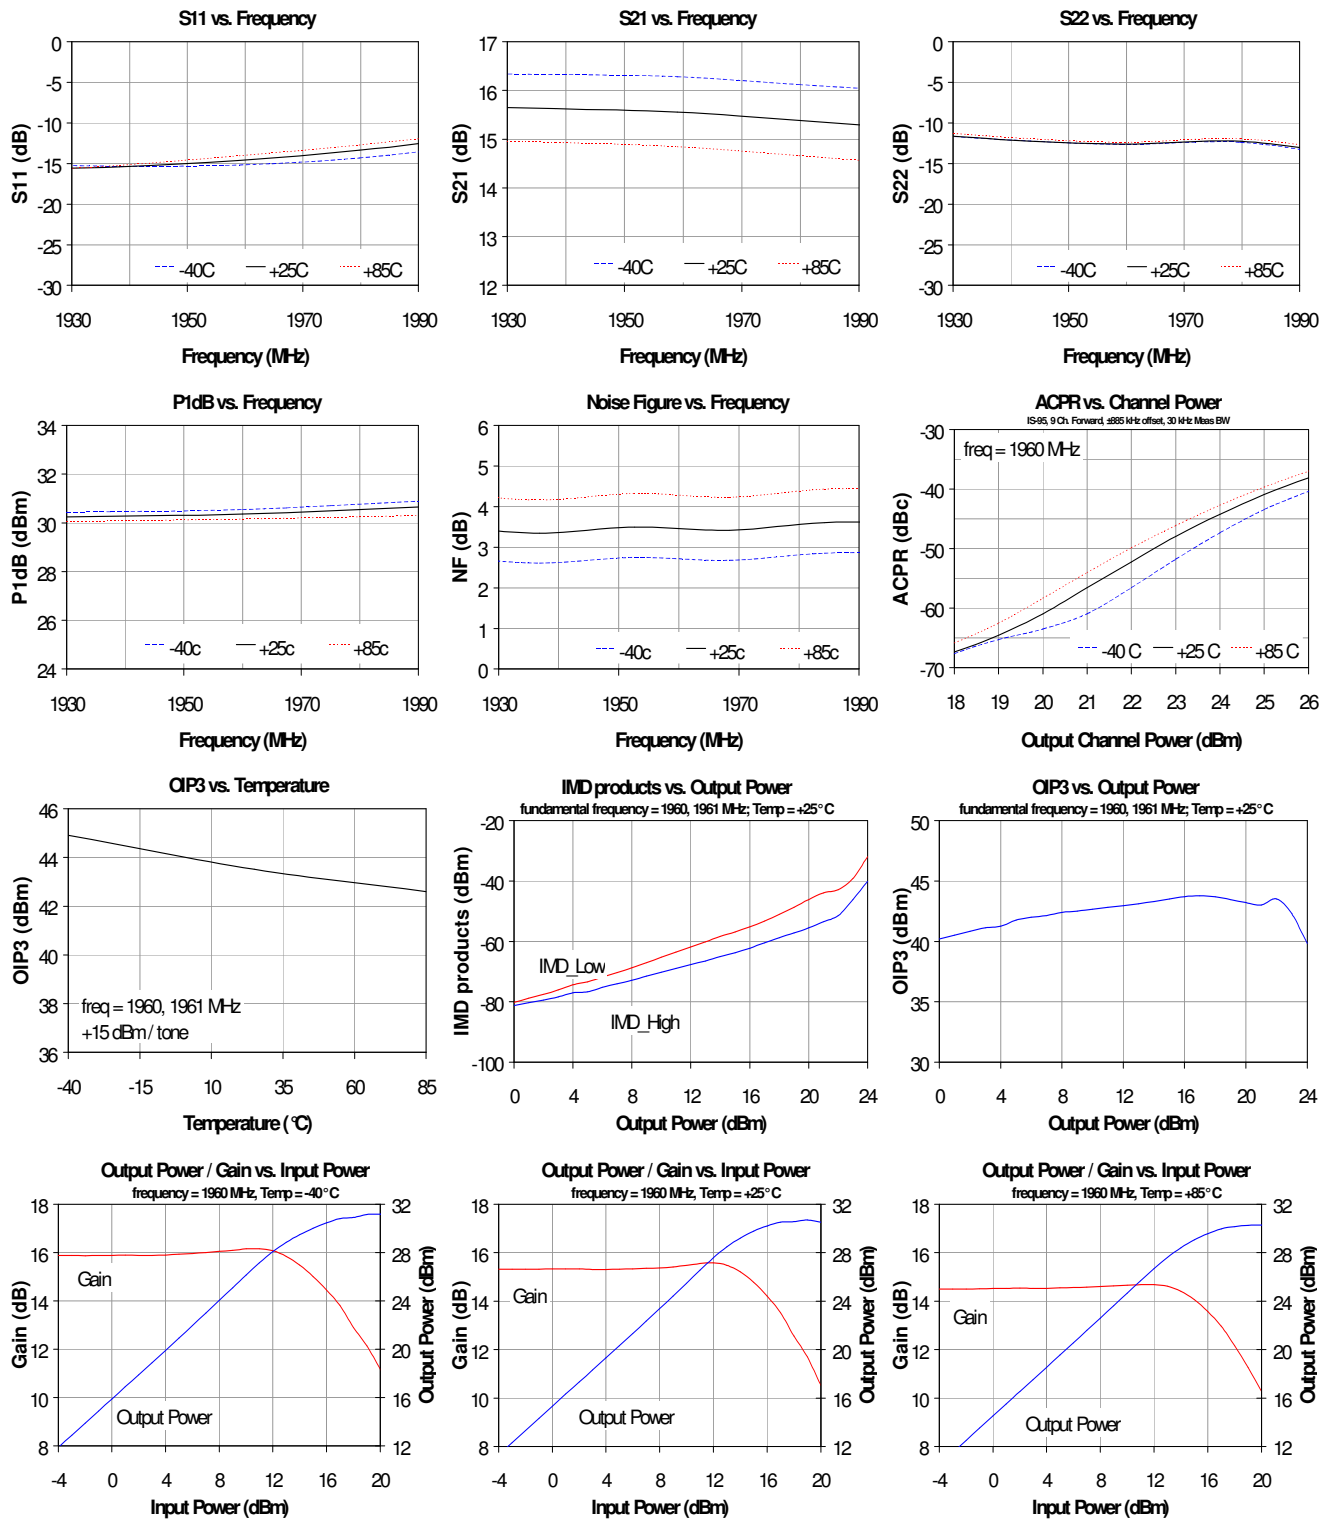 S11 vs. Frequency
0
-5
-10
-15
-20
-25
-30
S11 (dB)
-40C
+25C
+85C
1930
1950
1970
1990
Frequency (MHz)
S21 vs. Frequency
17
16
15
14
13
12
S21 (dB)
-40C
+25C
+85C
1930
1950
1970
1990
Frequency (MHz)
S22 vs. Frequency
0
-5
-10
-15
-20
-25
-30
S22 (dB)
-40C
+25C
+85C
1930
1950
1970
1990
Frequency (MHz)
P1dB vs. Frequency
34
32
30
28
26
24
P1dB (dBm)
-40c
+25c
+85c
1930
1950
1970
1990
Frequency (MHz)
Noise Figure vs. Frequency
6
5
4
3
2
1
0
NF (dB)
-40c
+25c
+85c
1930
1950
1970
1990
Frequency (MHz)
ACPR vs. Channel Power
IS-95, 9 Ch. Forward, ±885 kHz offset, 30 kHz Meas BW
freq = 1960 MHz
-30
-40
-50
-60
-70
ACPR (dBc)
-40 C
+25 C
+85 C
18
19
20
21
22
23
24
25
26
Output Channel Power (dBm)
OIP3 vs. Temperature
46
44
42
40
38
36
OIP3 (dBm)
freq = 1960, 1961 MHz
+15 dBm / tone
-40
-15
10
35
60
85
Temperature (°C)
IMD products vs. Output Power
fundamental frequency = 1960, 1961 MHz; Temp = +25° C
-20
-40
-60
-80
-100
IMD products (dBm)
IMD_Low
IMD_High
0
4
8
12
16
20
24
Output Power (dBm)
OIP3 vs. Output Power
fundamental frequency = 1960, 1961 MHz; Temp = +25° C
50
45
40
35
30
OIP3 (dBm)
0
4
8
12
16
20
24
Output Power (dBm)
Output Power / Gain vs. Input Power
frequency = 1960 MHz, Temp = -40° C
18
16
14
12
10
8
Gain (dB)
Gain
Output Power
32
28
24
20
16
12
Output Power (dBm)
-4
0
4
8
12
16
20
Input Power (dBm)
Output Power / Gain vs. Input Power
frequency = 1960 MHz, Temp = +25° C
18
16
14
12
10
8
Gain (dB)
Gain
Output Power
32
28
24
20
16
12
Output Power (dBm)
-4
0
4
8
12
16
20
Input Power (dBm)
Output Power / Gain vs. Input Power
frequency = 1960 MHz, Temp = +85° C
18
16
14
12
10
8
Gain (dB)
Gain
Output Power
32
28
24
20
16
12
Output Power (dBm)
-4
0
4
8
12
16
20
Input Power (dBm)